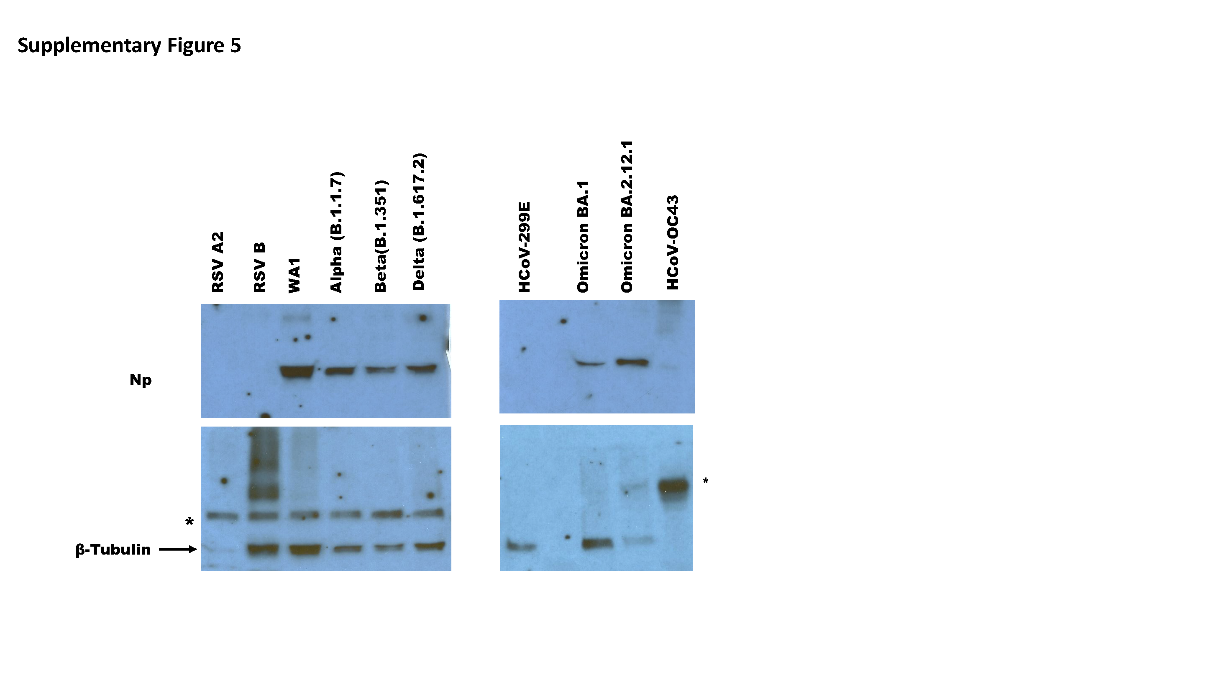 Supplementary Figure 5
RSV A2
RSV B
WA1
Alpha (B.1.1.7)
Beta(B.1.351)
Delta (B.1.617.2)
HCoV-299E
Omicron BA.1
Omicron BA.2.12.1
HCoV-OC43
Np
*
*
β-Tubulin